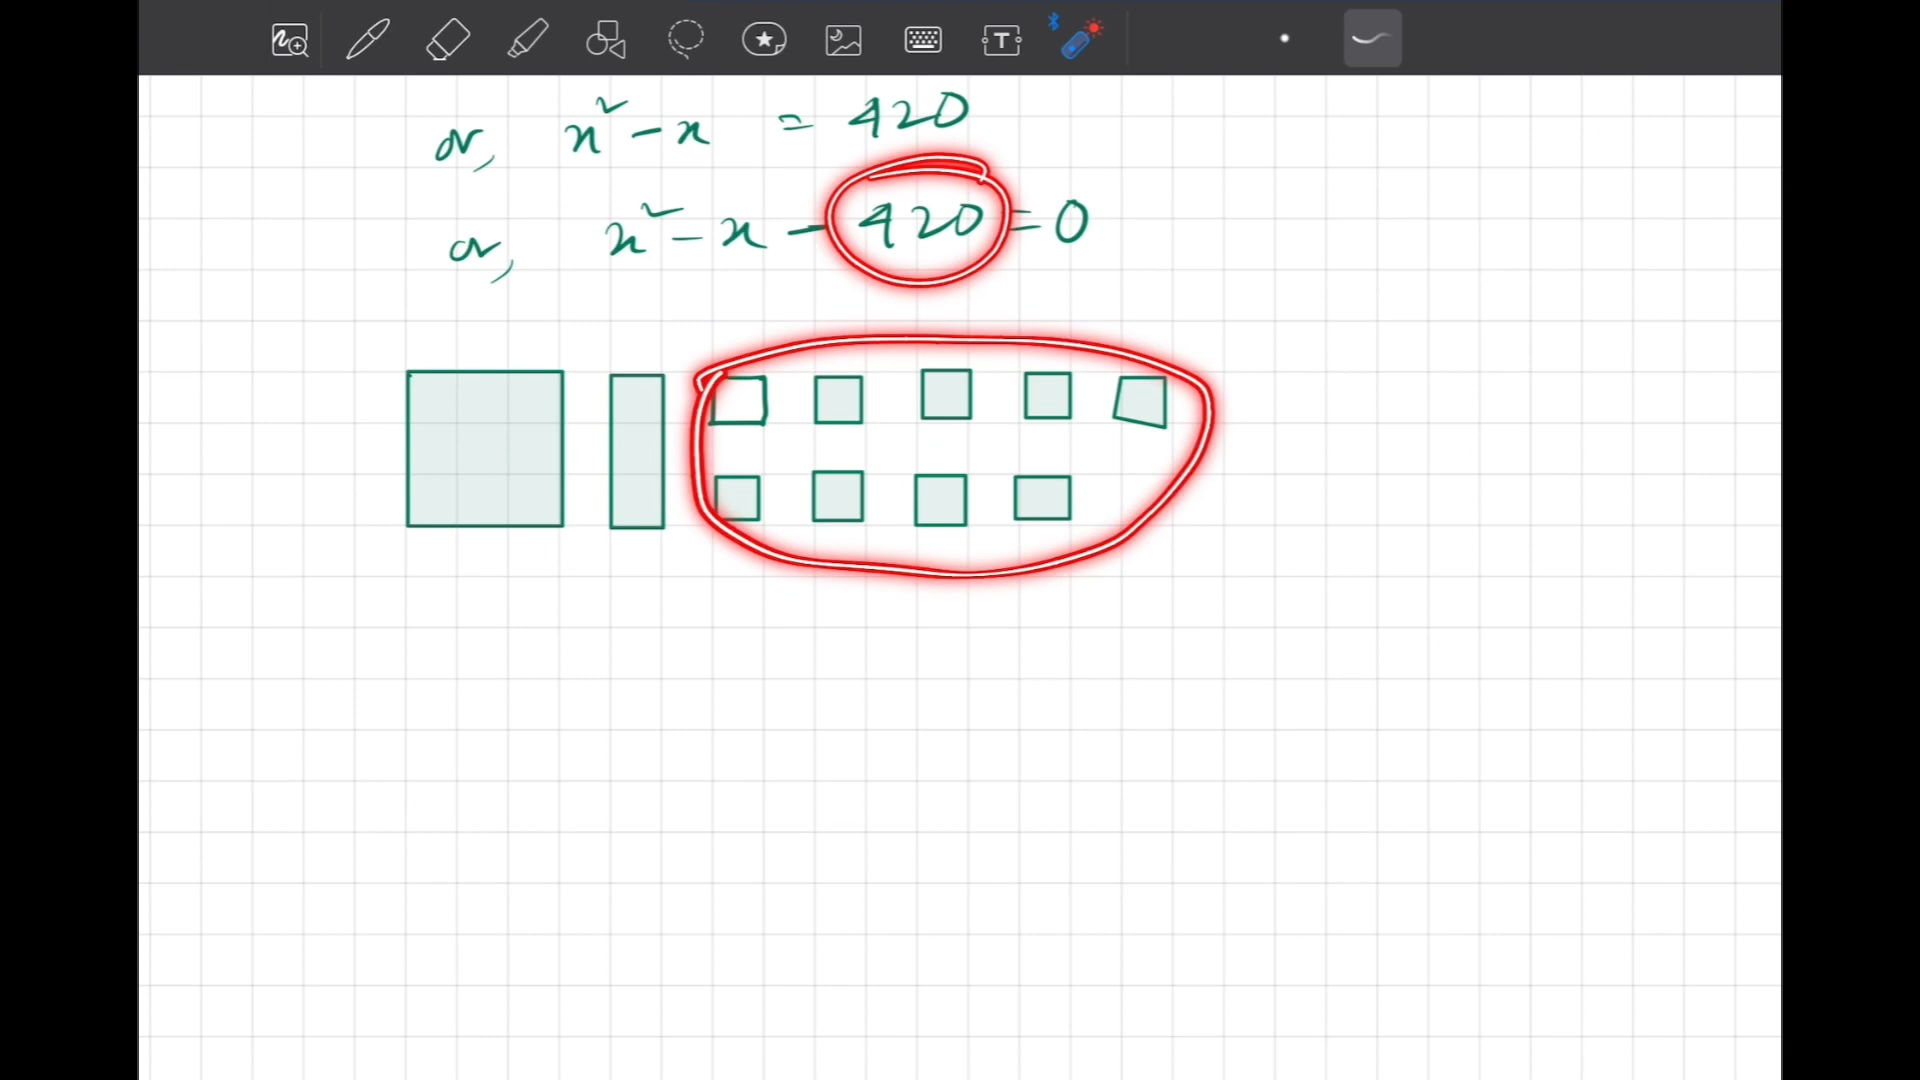 or, x² - x = 420
or, x² - x - 420 = 0